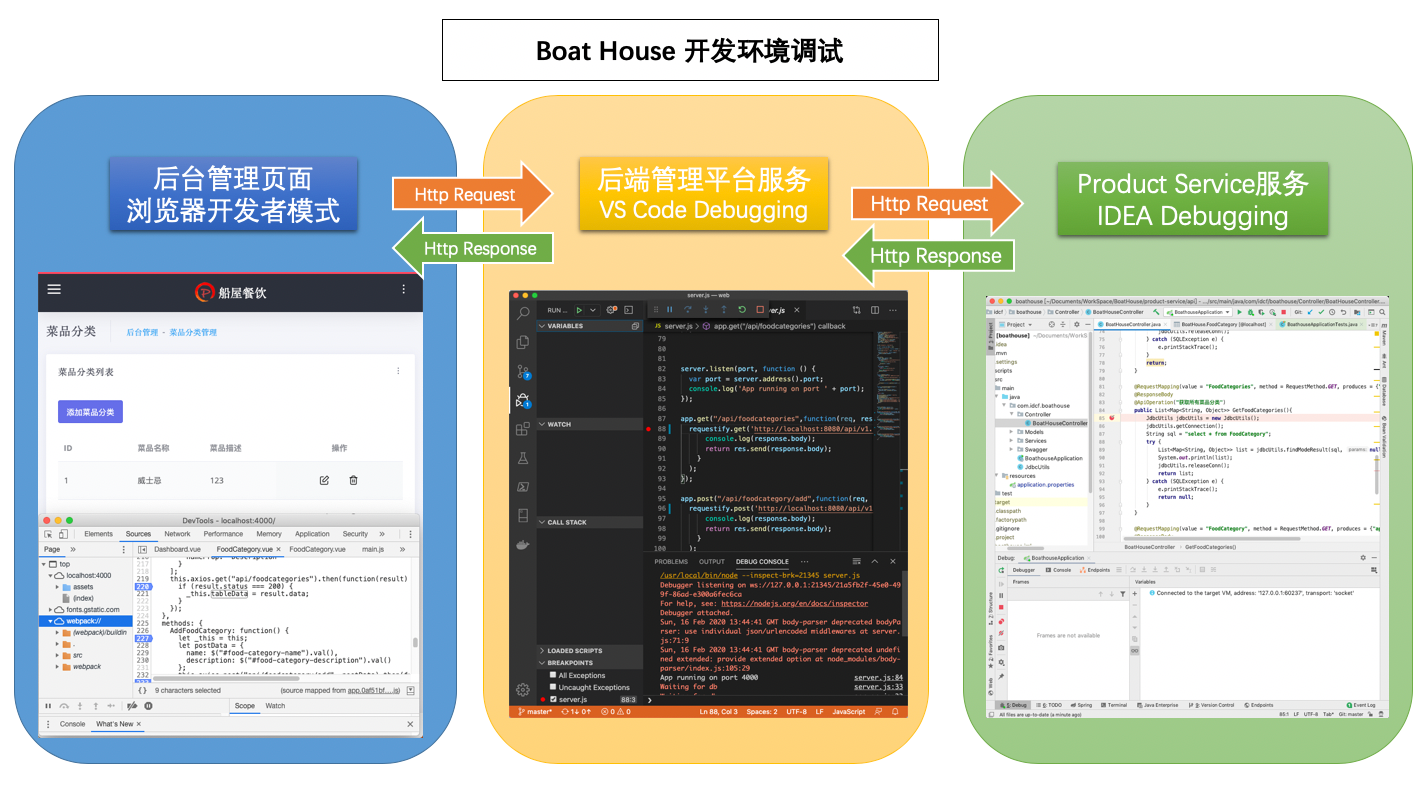 Boat House 开发环境调试
后台管理页面
浏览器开发者模式
Http Request
Http Response
后端管理平台服务
VS Code Debugging
Http Request
Http Response
Product Service服务
IDEA Debugging
船屋餐饮
菜品分类
后台管理 - 菜品分类管理
菜品分类列表
添加菜品分类
ID 菜品名称 菜品描述 操作
1 威士忌 123
DevTools - localhost:4000/
Elements Sources Network Performance Memory Application Security »
Page »
Dashboard.vue FoodCategory.vue × FoodCategory.vue main.js »
top
localhost:4000
assets
(index)
fonts.gstatic.com
webpack://
(webpack)/buildin
.
src
webpack
217 }
218 ];
219 this.axios.get("api/foodcategories").then(function(result)
220 if (result.status === 200) {
221 _this.tableData = result.data;
222 }
223 });
224 },
225 methods: {
226 AddFoodCategory: function() {
227 let _this = this;
228 let postData = {
229 name: $("#food-category-name").val(),
230 description: $("#food-category-description").val()
231 };
{} 9 characters selected (source mapped from app.0af51bf….js)
Scope Watch
Console What's New ×
server.js — web
RUN ...
VARIABLES
WATCH
CALL STACK
LOADED SCRIPTS
BREAKPOINTS
All Exceptions
Uncaught Exceptions
server.js 88:3
JS server.js > app.get("/api/foodcategories") callback
79
80
81
82 server.listen(port, function () {
83 var port = server.address().port;
84 console.log('App running on port ' + port);
85 });
86
87 app.get("/api/foodcategories",function(req, res
88 requestify.get('http://localhost:8080/api/v1.
89 console.log(response.body);
90 return res.send(response.body);
91 }
92 );
93 });
94
95 app.post("/api/foodcategory/add",function(req,
96 requestify.post('http://localhost:8080/api/v1
97 console.log(response.body);
98 return res.send(response.body);
99 }
100 );
PROBLEMS OUTPUT DEBUG CONSOLE ...
/usr/local/bin/node --inspect-brk=21345 server.js
Debugger listening on ws://127.0.0.1:21345/21a5fb2f-45e0-49
9f-86ad-e300a6fec6ca
For help, see: https://nodejs.org/en/docs/inspector
Debugger attached.
Sun, 16 Feb 2020 13:44:41 GMT body-parser deprecated bodyPa
rser: use individual json/urlencoded middlewares at server.
js:71:9
Sun, 16 Feb 2020 13:44:41 GMT body-parser deprecated undefi
ned extended: provide extended option at node_modules/body-
parser/index.js:105:29
App running on port 4000 server.js:84
Waiting for db server.js:33
master* 1↓ 0↑ 0 0 Ln 88, Col 3 Spaces: 2 UTF-8 LF JavaScript
boathouse [~/Documents/WorkSpace/BoatHouse/product-service/api] - .../src/main/java/com/idcf/boathouse/Controller/BoatHouseController.java
idcf boathouse Controller BoatHouseController BoathouseApplication Git:
Project
BoatHouseController.java BoatHouse.FoodCategory [@localhost] BoathouseApplicationTests.java
[boathouse] ~/Documents/WorkS
.idea
.mvn
.settings
scripts
src
main
java
com.idcf.boathouse
Controller
BoatHouseController
Models
Services
Swagger
BoathouseApplication
JdbcUtils
resources
application.properties
test
target
.classpath
.factorypath
.gitignore
.project
jdbcUtils.releaseConn();
} catch (SQLException e) {
e.printStackTrace();
}
return;
}
@RequestMapping(value = "FoodCategories", method = RequestMethod.GET, produces = {"
@ResponseBody
@ApiOperation("获取所有菜品分类")
public List<Map<String, Object>> GetFoodCategories(){
JdbcUtils jdbcUtils = new JdbcUtils();
jdbcUtils.getConnection();
String sql = "select * from FoodCategory";
try {
List<Map<String, Object>> list = jdbcUtils.findModeResult(sql, params: null
System.out.println(list);
jdbcUtils.releaseConn();
return list;
} catch (SQLException e) {
e.printStackTrace();
return null;
}
}
@RequestMapping(value = "FoodCategory", method = RequestMethod.GET, produces = {"ap
BoatHouseController > GetFoodCategories()
Debug: BoathouseApplication
Debugger Console Endpoints
Frames Variables
Connected to the target VM, address: '127.0.0.1:60237', transport: 'socket'
Frames are not available
5: Debug 6: TODO Spring Terminal Java Enterprise 9: Version Control Endpoints Event Log
All files are up-to-date (a minute ago) 80:1 LF UTF-8 Tab* Git: master